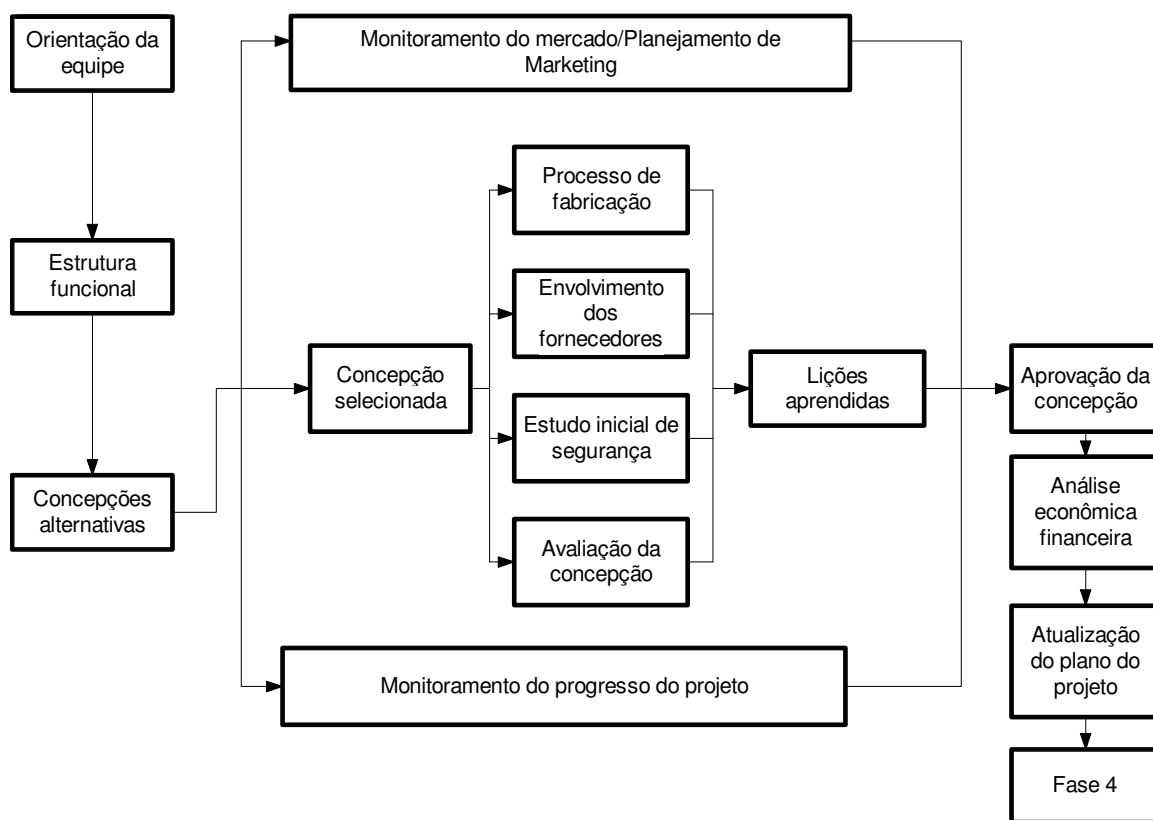 Orientação da
equipe
Monitoramento do mercado/Planejamento de
Marketing
Processo de
fabricação
Estrutura
funcional
Envolvimento
dos
fornecedores
Concepção
selecionada
Lições
aprendidas
Aprovação da
concepção
Estudo inicial de
segurança
Concepções
alternativas
Análise
econômica
financeira
Avaliação da
concepção
Atualização
do plano do
projeto
Monitoramento do progresso do projeto
Fase 4